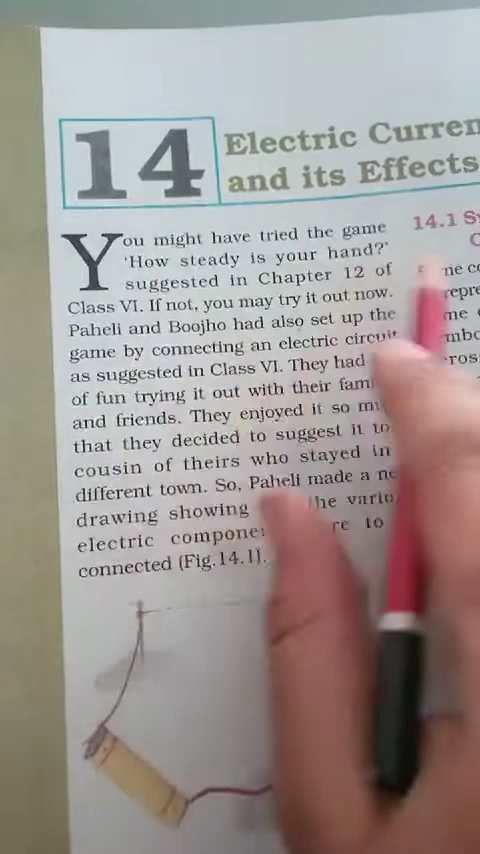 14
Electric Curren
and its Effects
You might have tried the game
'How steady is your hand?'
suggested in Chapter 12 of
Class VI. If not, you may try it out now.
Paheli and Boojho had also set up the
game by connecting an electric circuit
as suggested in Class VI. They had
of fun trying it out with their fam
and friends. They enjoyed it so mu
that they decided to suggest it to
cousin of theirs who stayed in
different town. So, Paheli made a ne
drawing showing the vario
electric compone re to
connected (Fig.14.1).
14.1 S